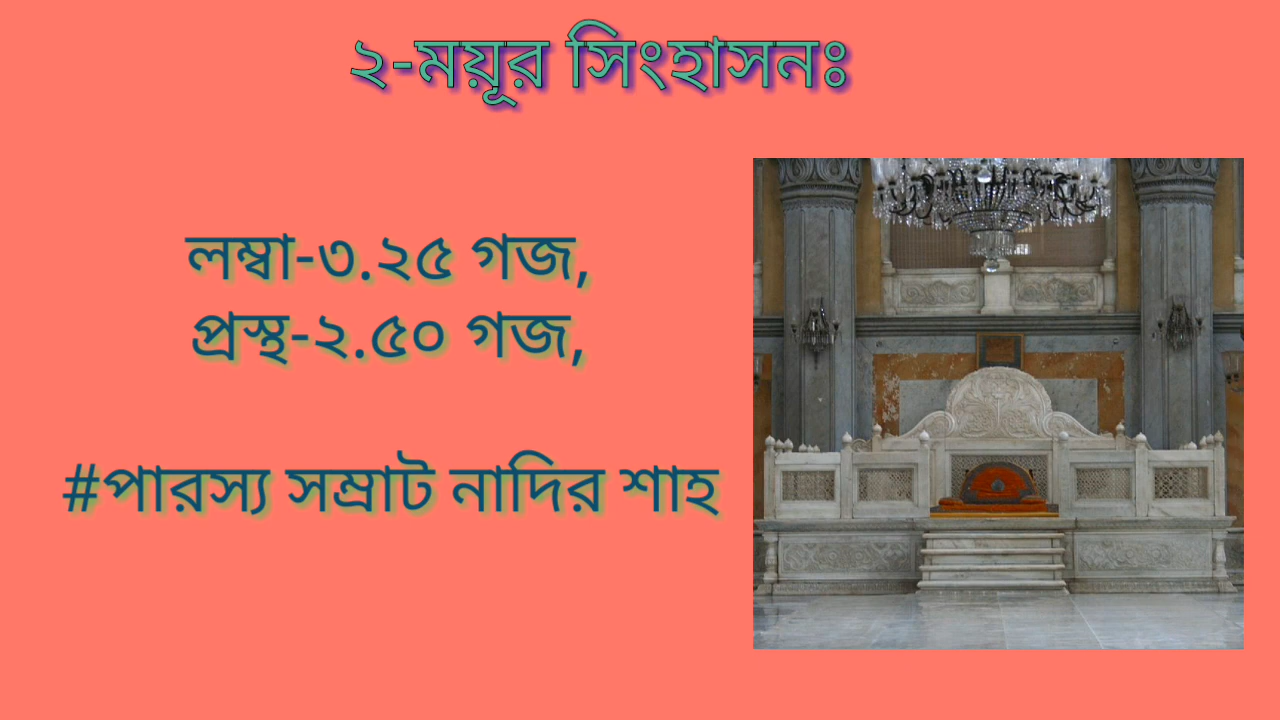 ২-ময়ূর সিংহাসনঃ
লম্বা-৩.২৫ গজ,
প্রস্থ-২.৫০ গজ,
#পারস্য সম্রাট নাদির শাহ